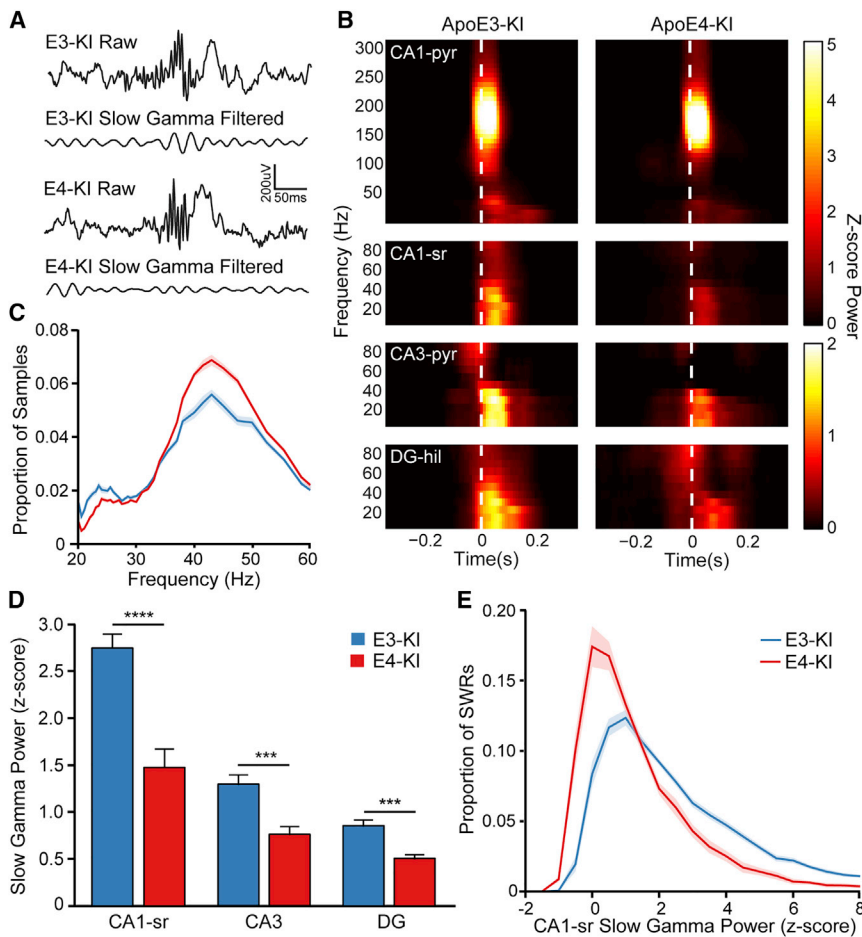 A
E3-KI Raw
E3-KI Slow Gamma Filtered
E4-KI Raw
200uV
50ms
E4-KI Slow Gamma Filtered
B
ApoE3-KI
ApoE4-KI
CA1-pyr
300
250
200
150
100
50
CA1-sr
80
60
40
20
CA3-pyr
80
60
40
20
DG-hil
80
60
40
20
Frequency (Hz)
−0.2
0
0.2
Time(s)
−0.2
0
0.2
Time(s)
5
4
3
2
1
0
2
1
0
Z-score Power
C
Proportion of Samples
0.08
0.06
0.04
0.02
0
20
30
40
50
60
Frequency (Hz)
D
Slow Gamma Power (z-score)
3.0
2.5
2.0
1.5
1.0
0.5
0
****
***
***
E3-KI
E4-KI
CA1-sr
CA3
DG
E
Proportion of SWRs
0.20
0.15
0.10
0.05
0
E3-KI
E4-KI
-2
0
2
4
6
8
CA1-sr Slow Gamma Power (z-score)